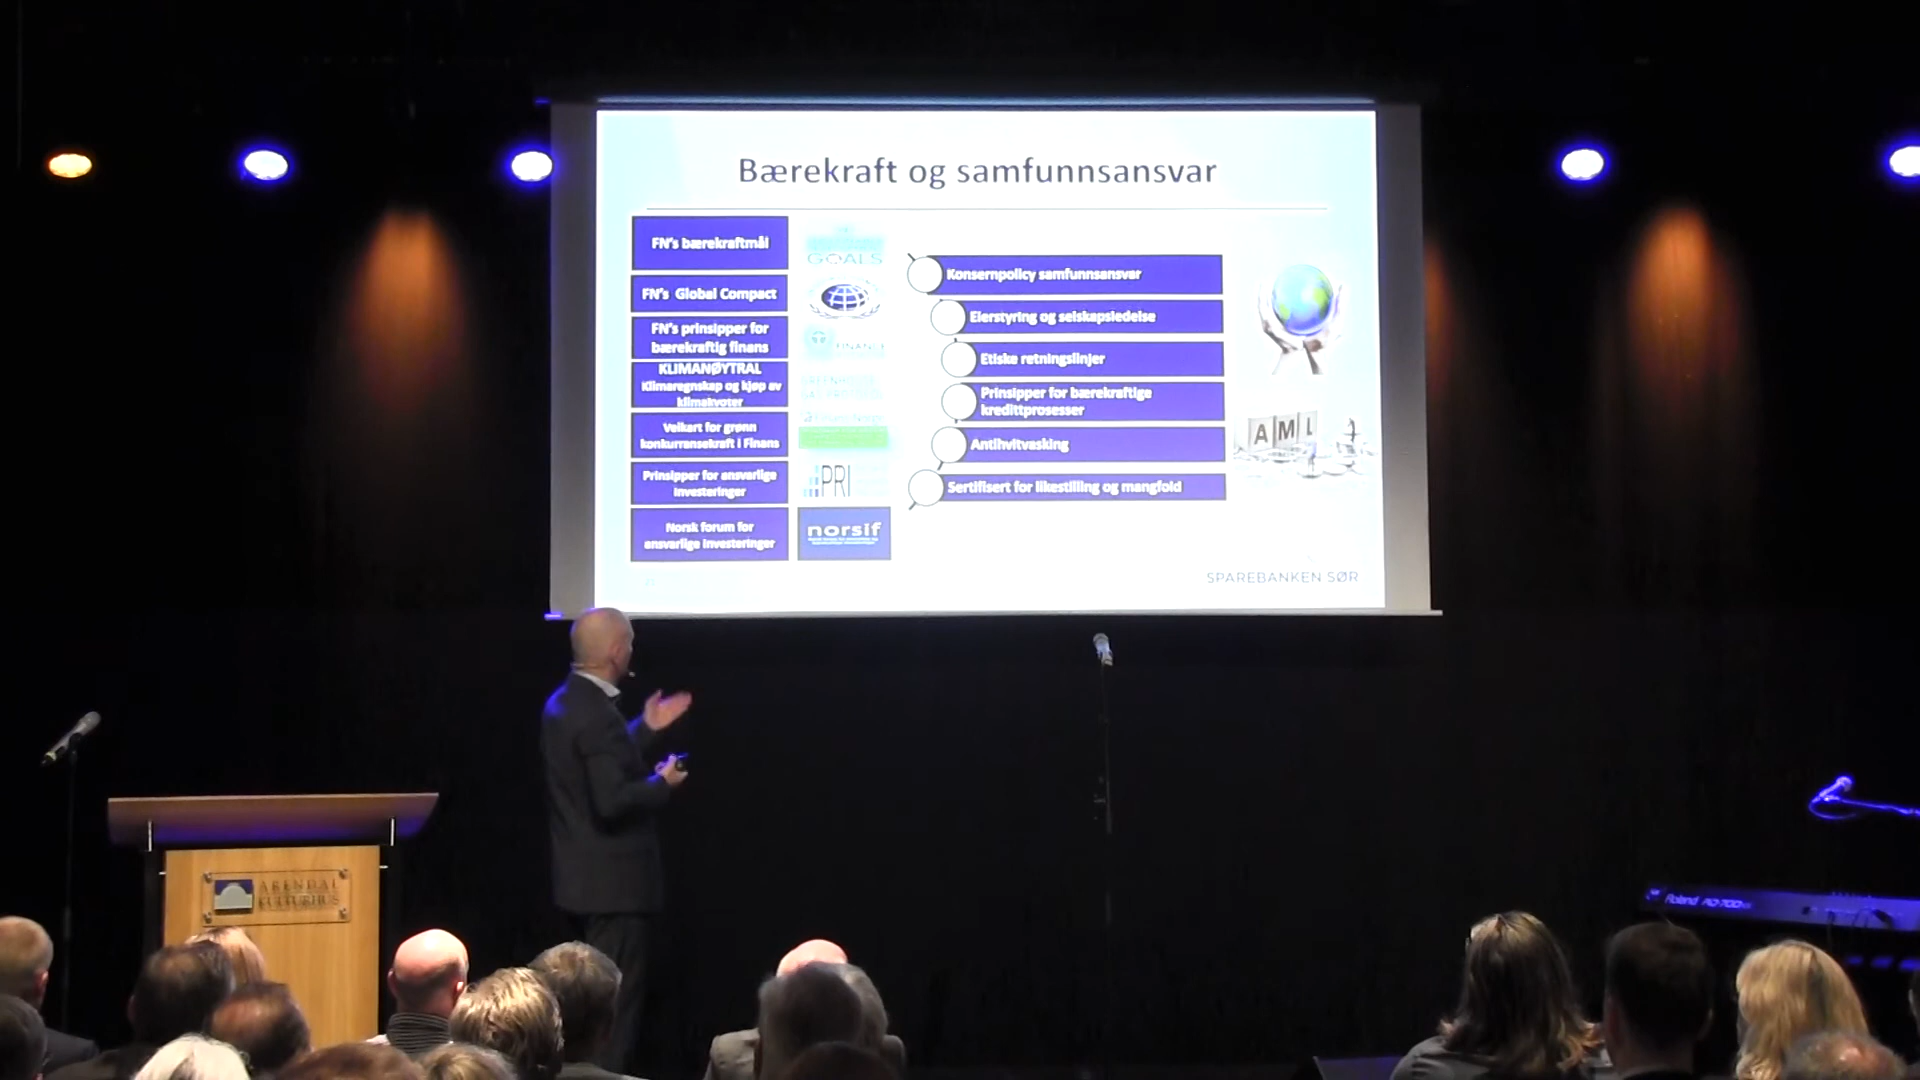 Bærekraft og samfunnsansvar
FN's bærekraftmål
GOALS
FN's Global Compact
FN's prinsipper for
bærekraftig finans
FINANCE
KLIMANØYTRAL
Klimaregnskap og kjøp av
klimakvoter
Veikart for grønn
konkurransekraft i Finans
Prinsipper for ansvarlige
investeringer
PRI
Norsk forum for
ansvarlige investeringer
norsif
Konsernpolicy samfunnsansvar
Eierstyring og selskapsledelse
Etiske retningslinjer
Prinsipper for bærekraftige
kredittprosesser
Antihvitvasking
Sertifisert for likestilling og mangfold
AML
SPAREBANKEN SØR
ARENDAL
KULTURHUS
Roland